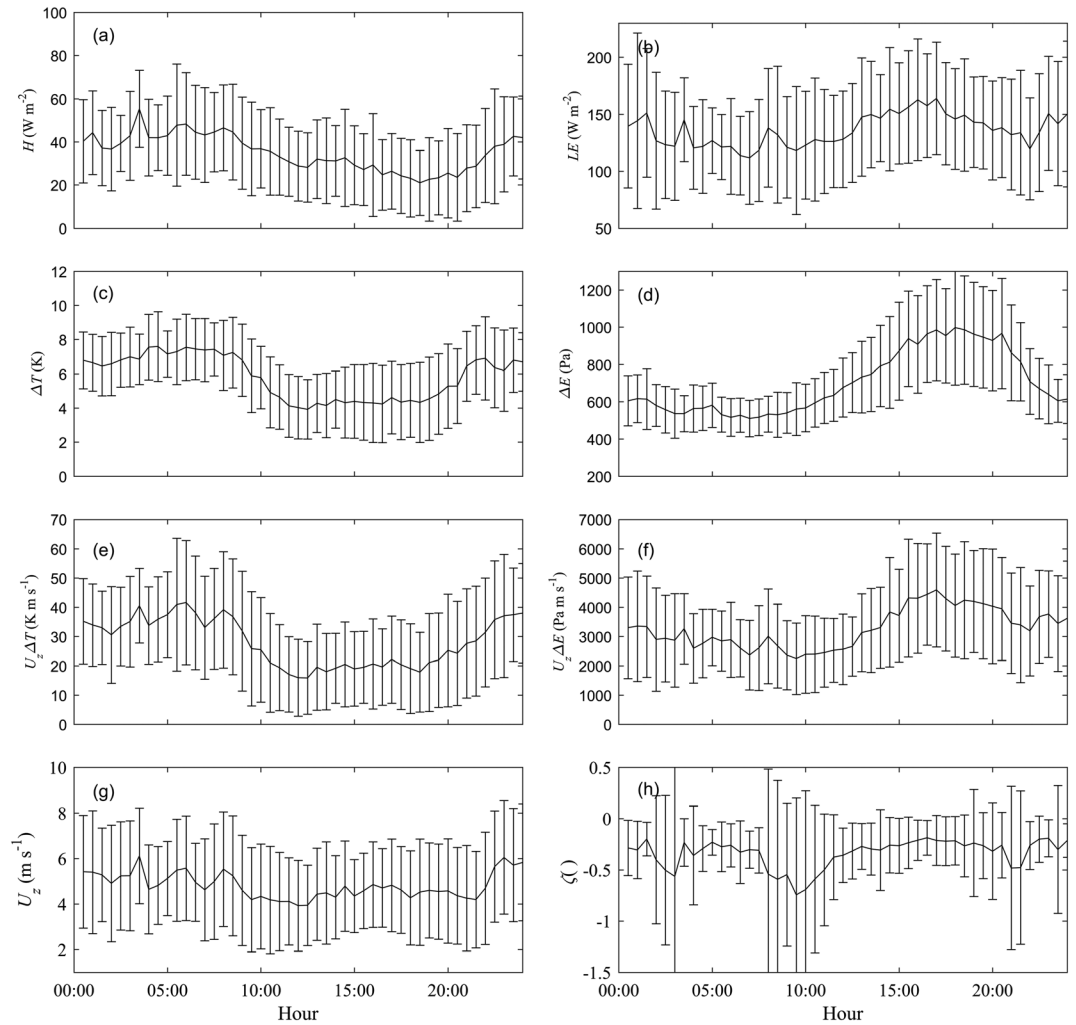 (a)
H (W m⁻²)
100
80
60
40
20
0
(b)
LE (W m⁻²)
200
150
100
50
(c)
ΔT (K)
12
10
8
6
4
2
0
(d)
ΔE (Pa)
1200
1000
800
600
400
200
(e)
U_zΔT (K m s⁻¹)
70
60
50
40
30
20
10
0
(f)
U_zΔE (Pa m s⁻¹)
7000
6000
5000
4000
3000
2000
1000
0
(g)
U_z (m s⁻¹)
10
8
6
4
2
00:00 05:00 10:00 15:00 20:00
Hour
(h)
ζ()
0.5
0
-0.5
-1
-1.5
00:00 05:00 10:00 15:00 20:00
Hour